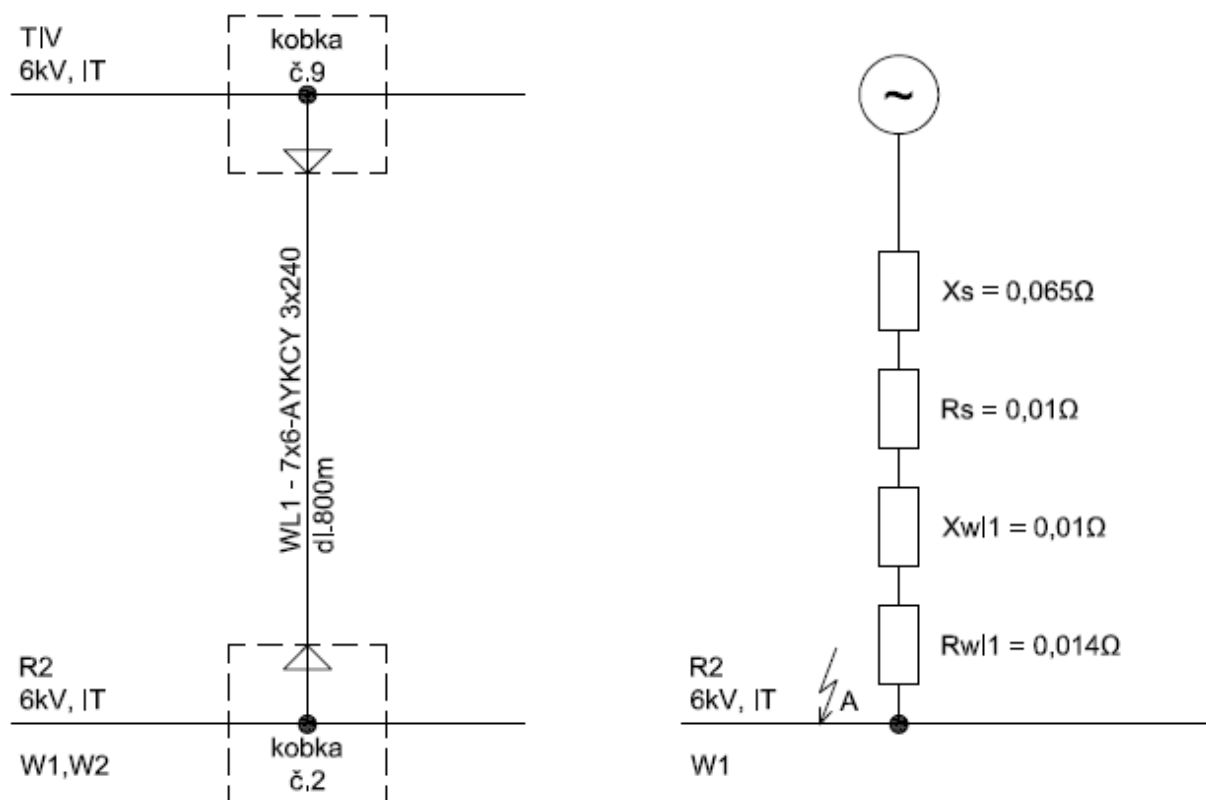 TIV
6kV, IT
kobka
č.9
WL1 - 7x6-AYKCY 3x240
dl.800m
R2
6kV, IT
W1,W2
kobka
č.2
~
Xs = 0,065Ω
Rs = 0,01Ω
Xwl1 = 0,01Ω
Rwl1 = 0,014Ω
R2
6kV, IT
A
W1